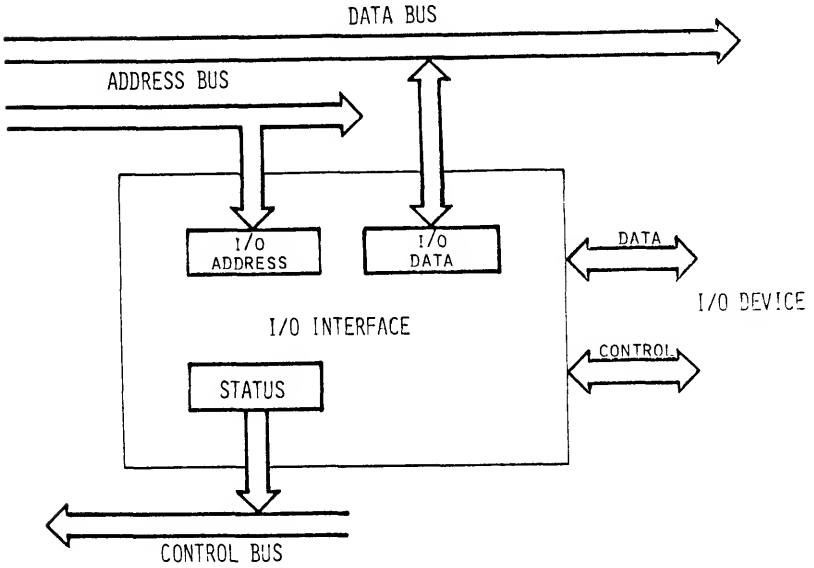 DATA BUS
ADDRESS BUS
I/O
ADDRESS
I/O
DATA
DATA
I/O DEVICE
I/O INTERFACE
CONTROL
STATUS
CONTROL BUS